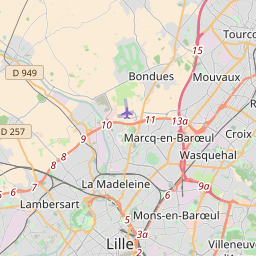 Tourco
15
D 949
Bondues
Mouvaux
10
11
13a
9
D 257
8
8
Marcq-en-Barœul
Croix
Wasquehal
7
6
La Madeleine
9a
Lambersart
Mons-en-Barœul
5
3a
Lille
2
Villeneuve